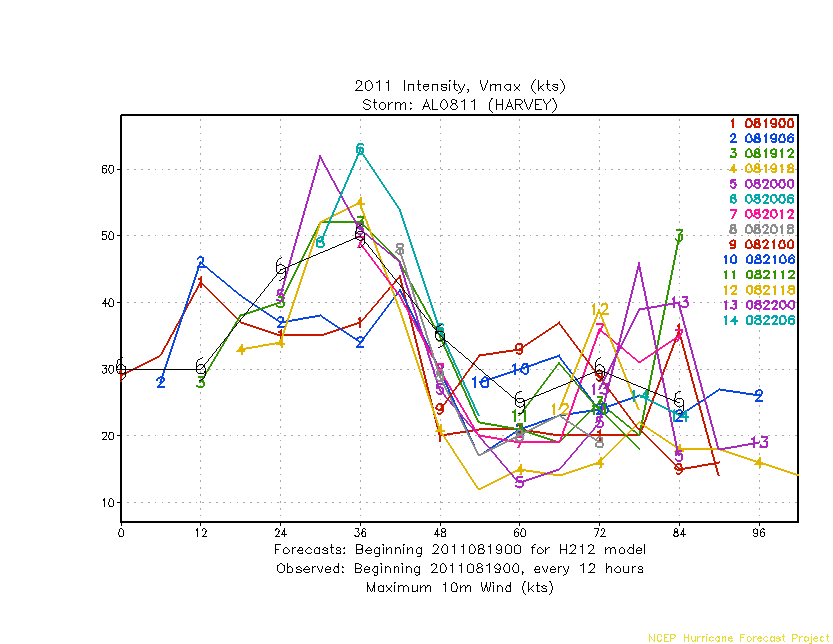 2011 Intensity, Vmax (kts)
Storm: AL0811 (HARVEY)
1 081900
2 081906
3 081912
4 081918
5 082000
6 082006
7 082012
8 082018
9 082100
10 082106
11 082112
12 082118
13 082200
14 082206
60
50
40
30
20
10
0 12 24 36 48 60 72 84 96
Forecasts: Beginning 2011081900 for H212 model
Observed: Beginning 2011081900, every 12 hours
Maximum 10m Wind (kts)
NCEP Hurricane Forecast Project